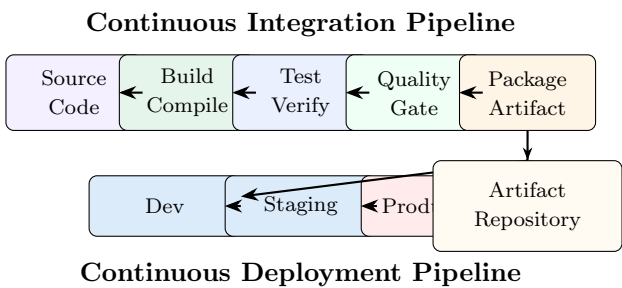 Continuous Integration Pipeline
Source
Code
Build
Compile
Test
Verify
Quality
Gate
Package
Artifact
Dev
Staging
Artifact
Repository
Continuous Deployment Pipeline